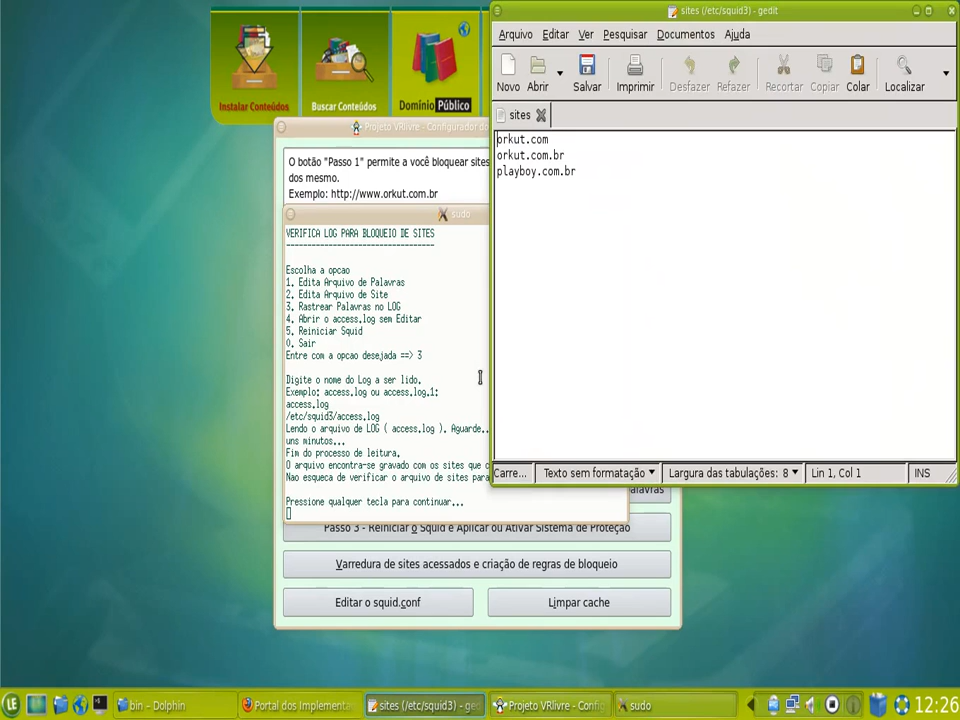 sites (/etc/squid3) - gedit
Arquivo Editar Ver Pesquisar Documentos Ajuda
Novo Abrir Salvar Imprimir Desfazer Refazer Recortar Copiar Colar Localizar
sites
orkut.com
orkut.com.br
playboy.com.br
Carre... Texto sem formatação Largura das tabulações: 8 Lin 1, Col 1 INS
Instalar Conteúdos Buscar Conteúdos Domínio Público
Projeto VRlivre - Configurador do
O botão "Passo 1" permite a você bloquear sites
dos mesmo.
Exemplo: http://www.orkut.com.br
sudo
VERIFICA LOG PARA BLOQUEIO DE SITES
-----------------------------------
Escolha a opcao
1. Edita Arquivo de Palavras
2. Edita Arquivo de Site
3. Rastrear Palavras no LOG
4. Abrir o access.log sem Editar
5. Reiniciar Squid
0. Sair
Entre com a opcao desejada ==> 3
Digite o nome do Log a ser lido.
Exemplo: access.log ou access.log.1:
access.log
/etc/squid3/access.log
Lendo o arquivo de LOG ( access.log ). Aguarde..
uns minutos...
Fim do processo de leitura.
O arquivo encontra-se gravado com os sites que c
Nao esqueca de verificar o arquivo de sites para
Pressione qualquer tecla para continuar...
alavras
Passo 3 - Reiniciar o Squid e Aplicar ou Ativar Sistema de Proteção
Varredura de sites acessados e criação de regras de bloqueio
Editar o squid.conf Limpar cache
LE bin – Dolphin Portal dos Implementa sites (/etc/squid3) - ge Projeto VRlivre - Config sudo 12:26